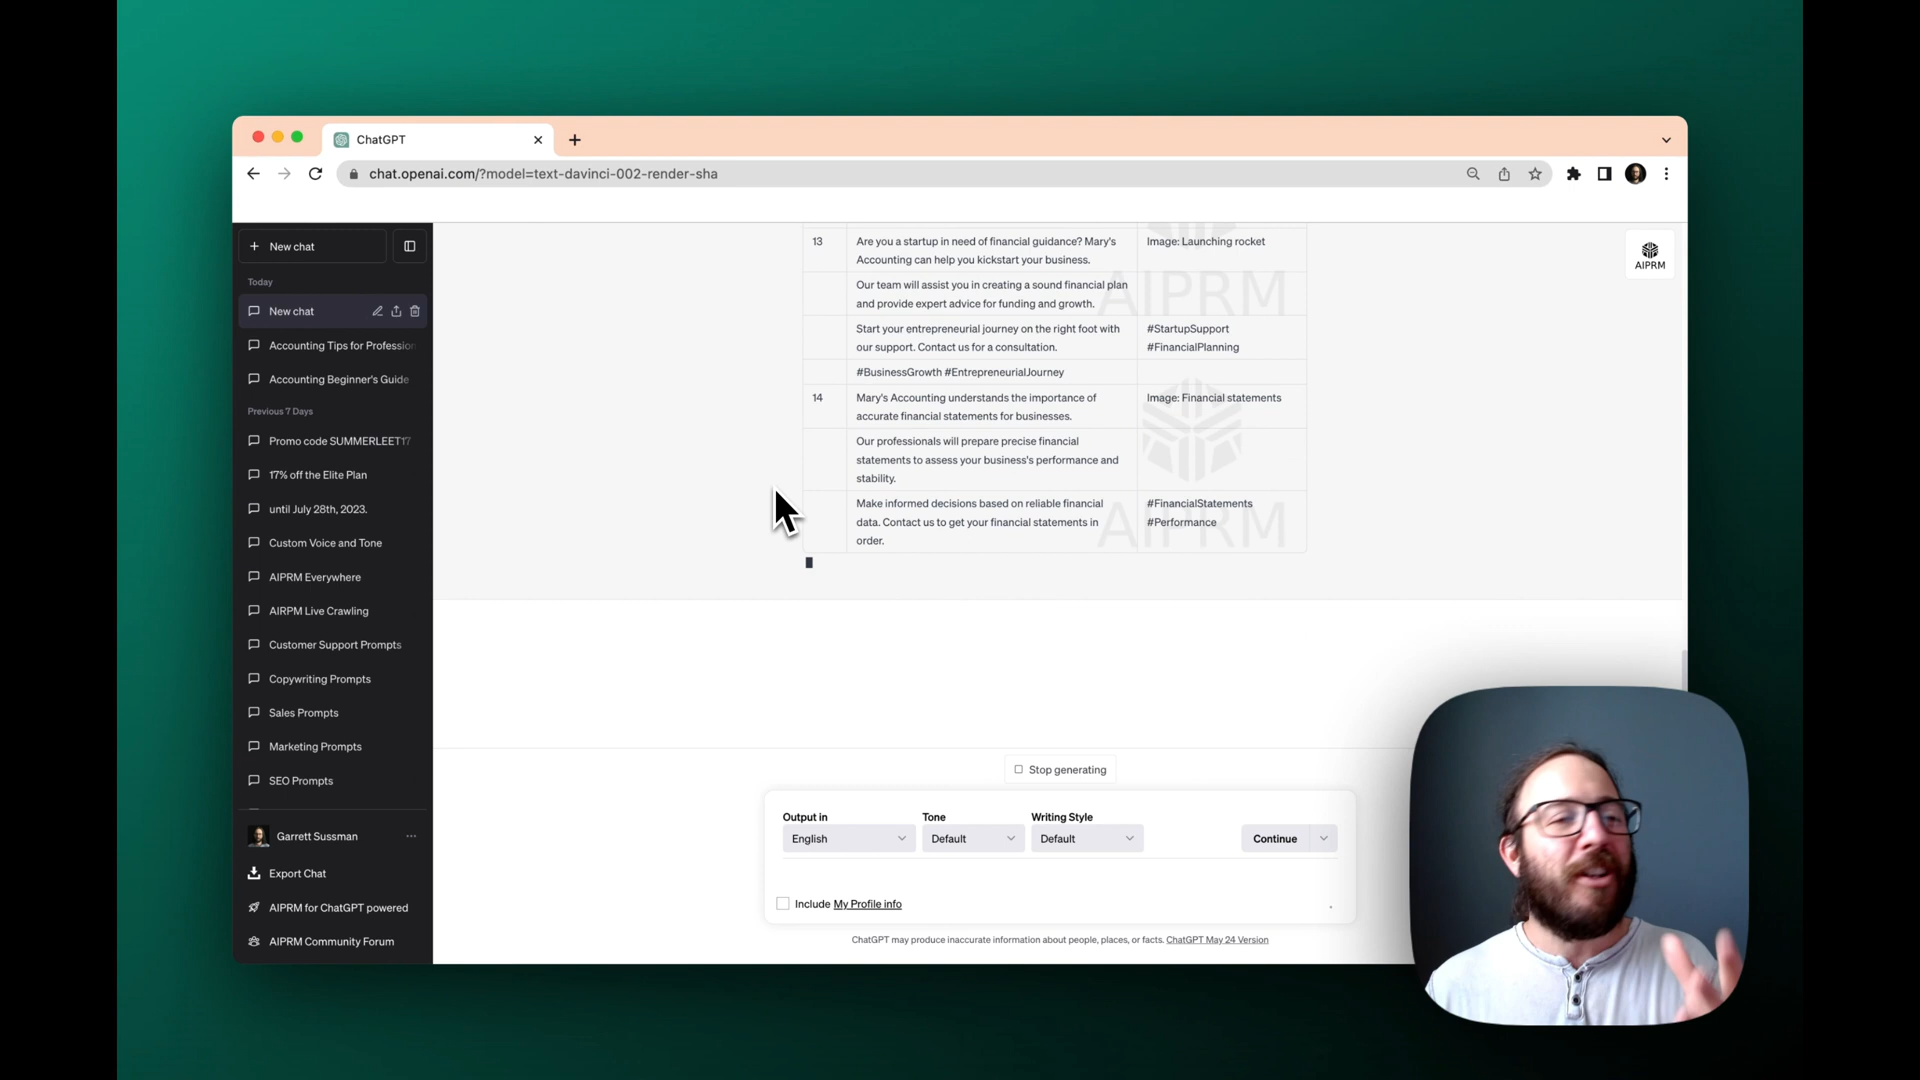 ChatGPT
chat.openai.com/?model=text-davinci-002-render-sha
New chat
Today
New chat
Accounting Tips for Profession
Accounting Beginner's Guide
Previous 7 Days
Promo code SUMMERLEET17
17% off the Elite Plan
until July 28th, 2023.
Custom Voice and Tone
AIPRM Everywhere
AIRPM Live Crawling
Customer Support Prompts
Copywriting Prompts
Sales Prompts
Marketing Prompts
SEO Prompts
Garrett Sussman
Export Chat
AIPRM for ChatGPT powered
AIPRM Community Forum
AIPRM
13
Are you a startup in need of financial guidance? Mary's
Accounting can help you kickstart your business.
Image: Launching rocket
Our team will assist you in creating a sound financial plan
and provide expert advice for funding and growth.
AIPRM
Start your entrepreneurial journey on the right foot with
our support. Contact us for a consultation.
#StartupSupport
#FinancialPlanning
#BusinessGrowth #EntrepreneurialJourney
14
Mary's Accounting understands the importance of
accurate financial statements for businesses.
Image: Financial statements
Our professionals will prepare precise financial
statements to assess your business's performance and
stability.
Make informed decisions based on reliable financial
data. Contact us to get your financial statements in
order.
#FinancialStatements
#Performance
AIPRM
Stop generating
Output in
Tone
Writing Style
English
Default
Default
Continue
Include My Profile info
ChatGPT may produce inaccurate information about people, places, or facts. ChatGPT May 24 Version